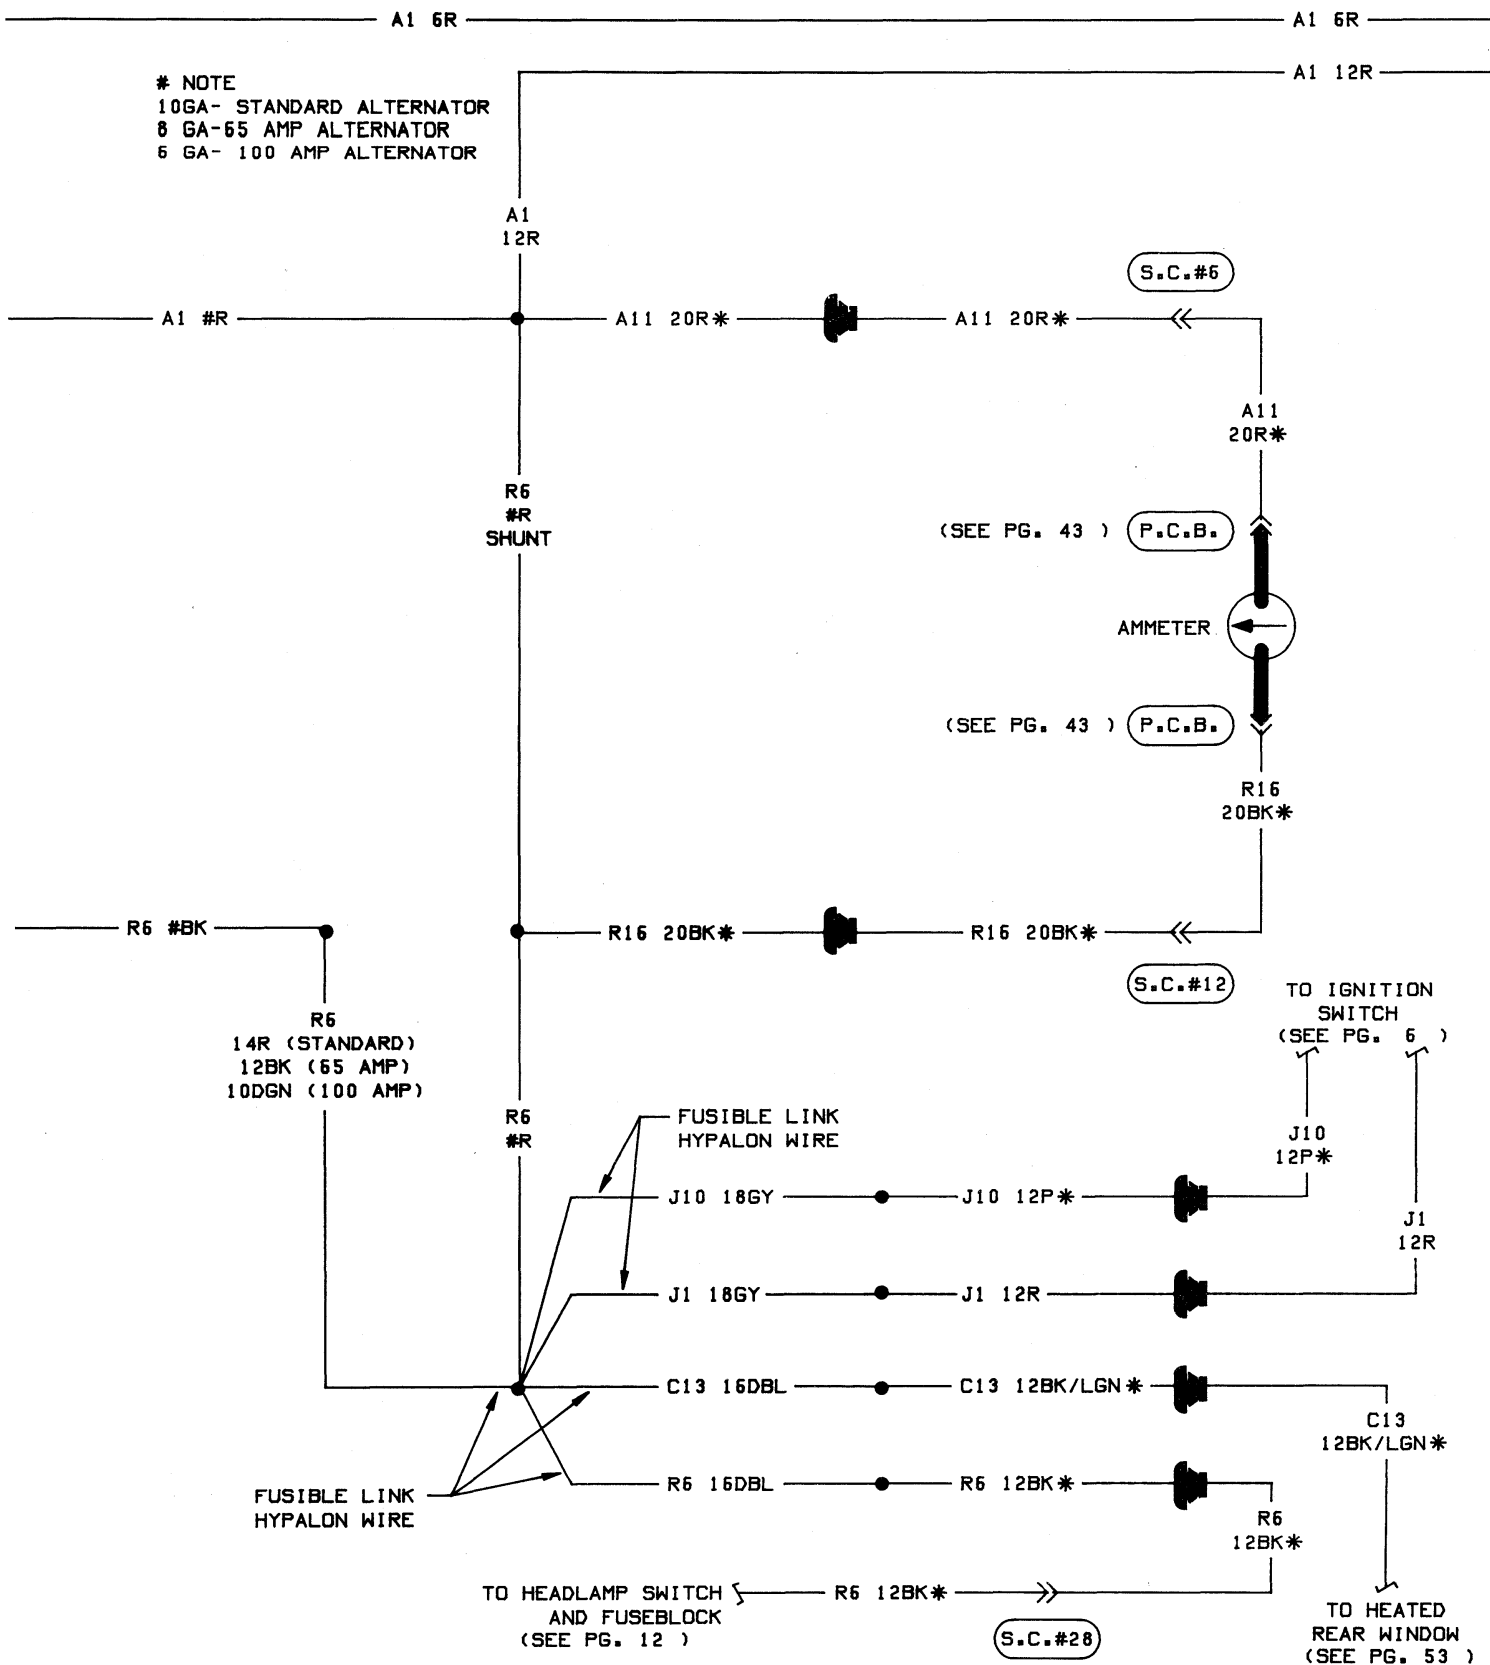 A1 6R
A1 6R
A1 12R
# NOTE
10GA- STANDARD ALTERNATOR
8 GA-65 AMP ALTERNATOR
6 GA- 100 AMP ALTERNATOR
A1
12R
S.C.#6
A1 #R
A11 20R*
A11 20R*
A11
20R*
R6
#R
SHUNT
(SEE PG. 43 )
P.C.B.
AMMETER
(SEE PG. 43 )
P.C.B.
R16
20BK*
R6 #BK
R16 20BK*
R16 20BK*
S.C.#12
TO IGNITION
SWITCH
(SEE PG. 6 )
R6
14R (STANDARD)
12BK (65 AMP)
10DGN (100 AMP)
R6
#R
FUSIBLE LINK
HYPALON WIRE
J10
12P*
J10 18GY
J10 12P*
J1
12R
J1 18GY
J1 12R
C13 16DBL
C13 12BK/LGN*
C13
12BK/LGN*
R6 16DBL
R6 12BK*
FUSIBLE LINK
HYPALON WIRE
R6
12BK*
TO HEADLAMP SWITCH
AND FUSEBLOCK
(SEE PG. 12 )
R6 12BK*
S.C.#28
TO HEATED
REAR WINDOW
(SEE PG. 53 )